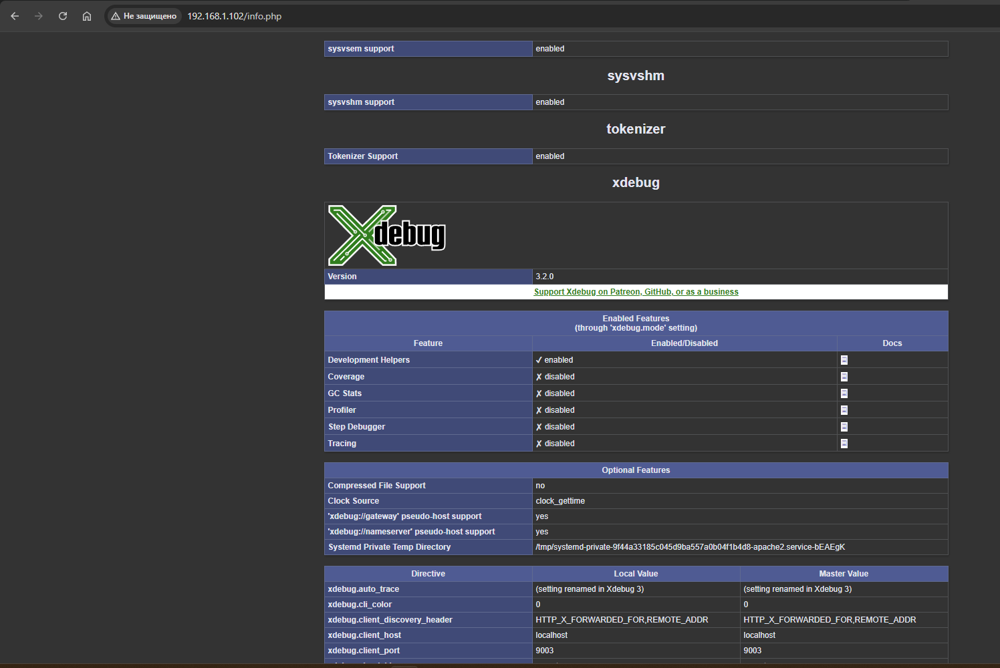 Не защищено 192.168.1.102/info.php
sysvsem support enabled
sysvshm
sysvshm support enabled
tokenizer
Tokenizer Support enabled
xdebug
Xdebug
Version 3.2.0
Support Xdebug on Patreon, GitHub, or as a business
Enabled Features
(through 'xdebug.mode' setting)
Feature Enabled/Disabled Docs
Development Helpers ✔ enabled
Coverage ✘ disabled
GC Stats ✘ disabled
Profiler ✘ disabled
Step Debugger ✘ disabled
Tracing ✘ disabled
Optional Features
Compressed File Support no
Clock Source clock_gettime
'xdebug://gateway' pseudo-host support yes
'xdebug://nameserver' pseudo-host support yes
Systemd Private Temp Directory /tmp/systemd-private-9f44a33185c045d9ba557a0b04f1b4d8-apache2.service-bEAEgK
Directive Local Value Master Value
xdebug.auto_trace (setting renamed in Xdebug 3) (setting renamed in Xdebug 3)
xdebug.cli_color 0 0
xdebug.client_discovery_header HTTP_X_FORWARDED_FOR,REMOTE_ADDR HTTP_X_FORWARDED_FOR,REMOTE_ADDR
xdebug.client_host localhost localhost
xdebug.client_port 9003 9003